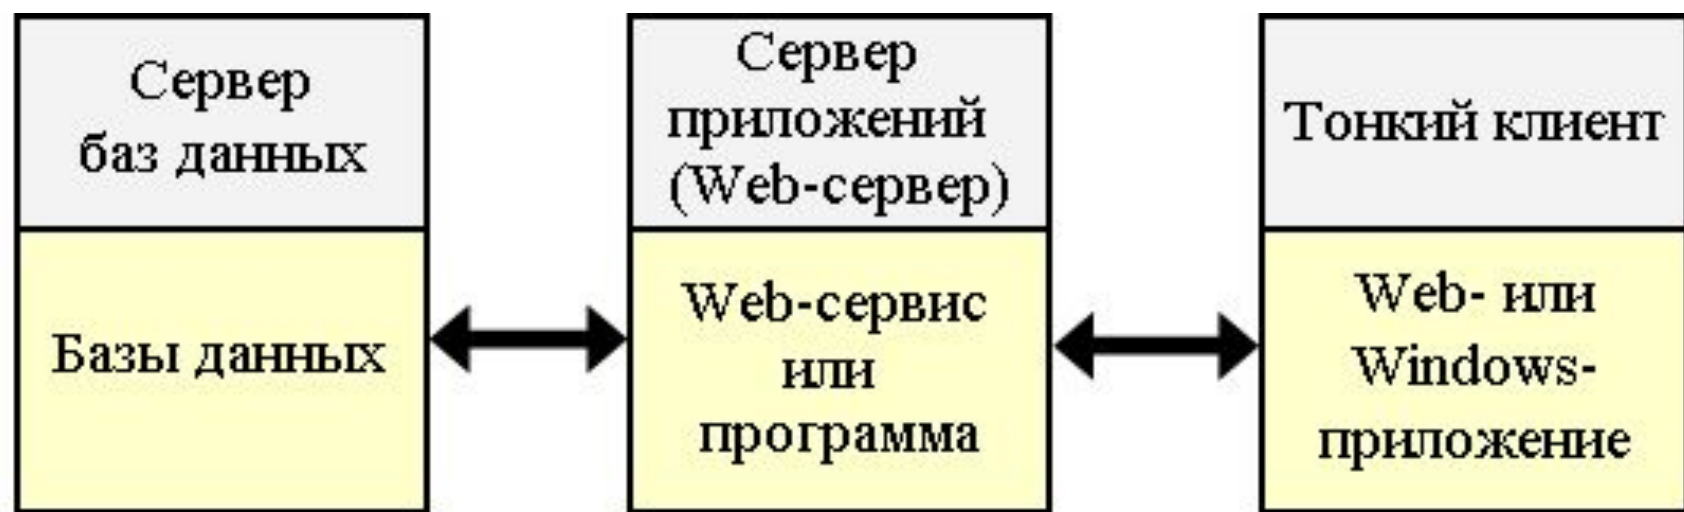 Сервер
баз данных
Базы данных
Сервер
приложений
(Web-сервер)
Web-сервис
или
программа
Тонкий клиент
Web- или
Windows-
приложение